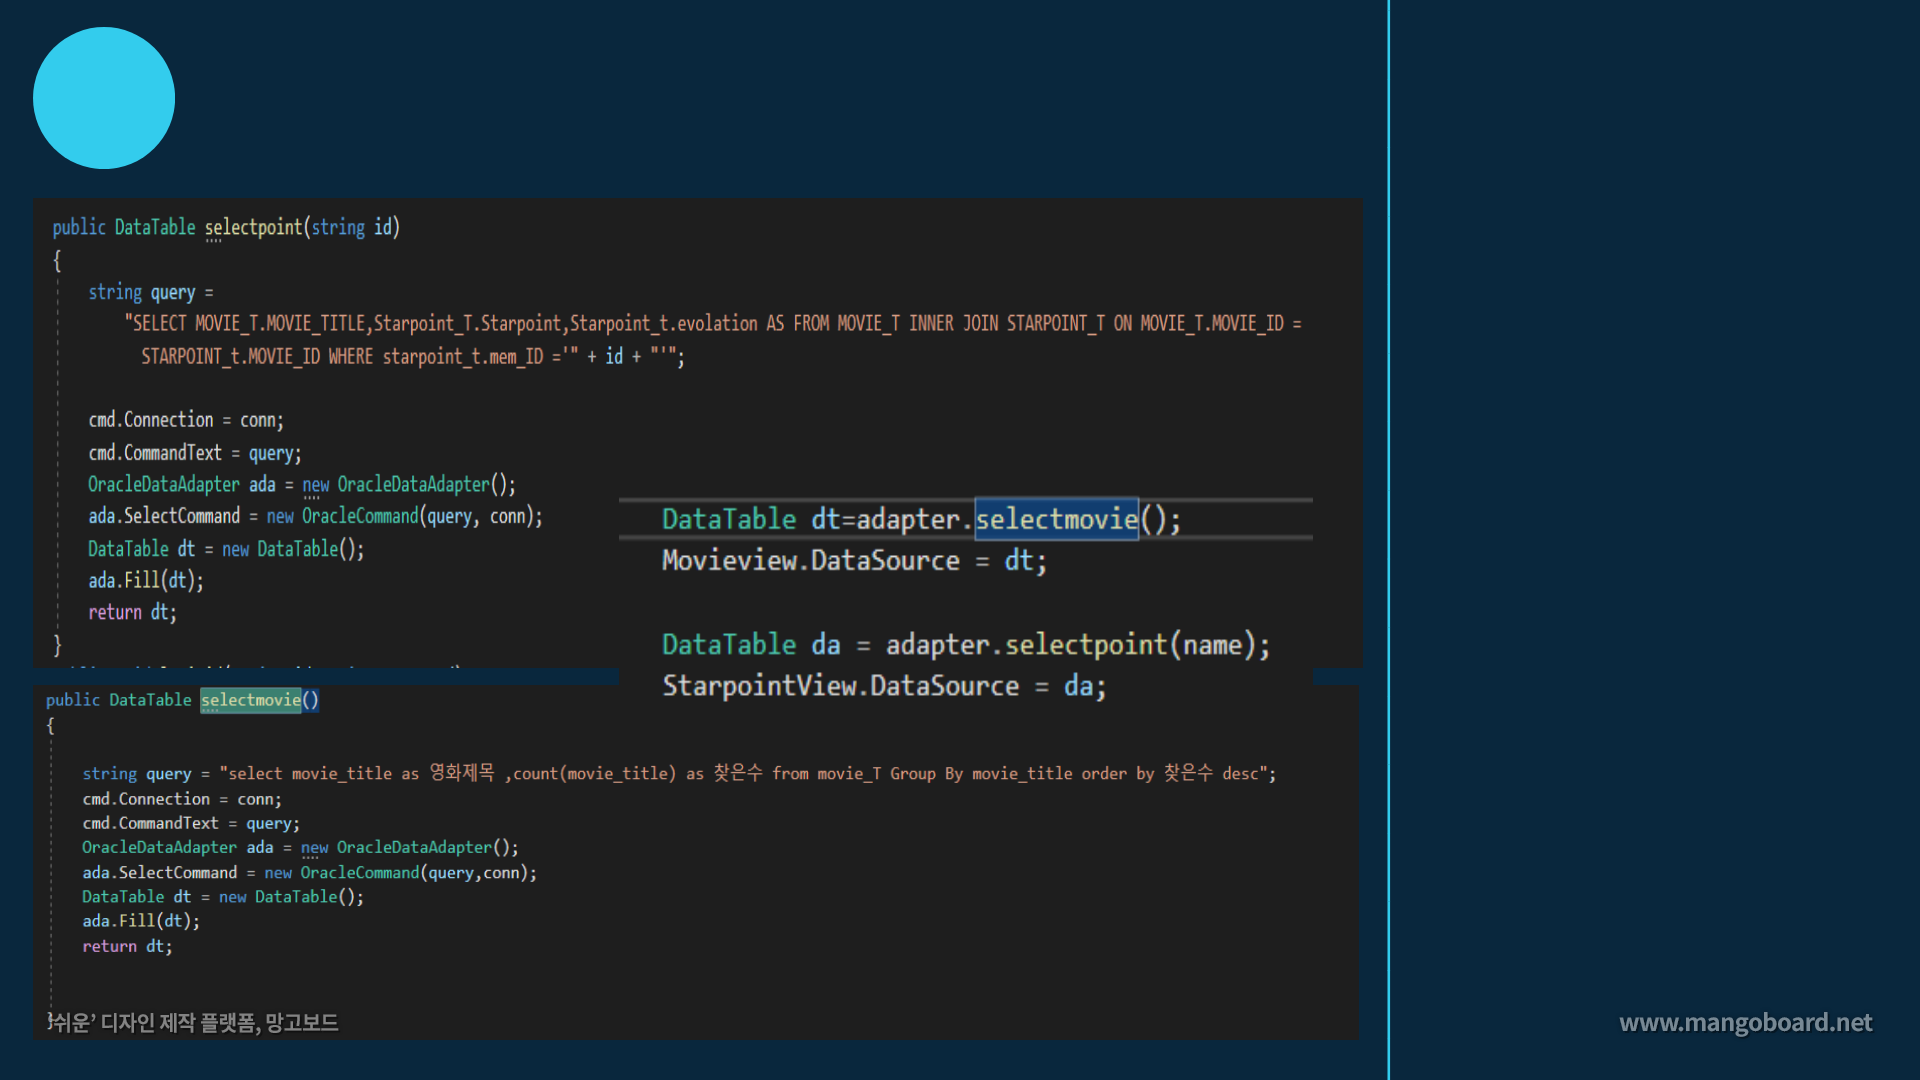 public DataTable selectpoint(string id)
{
string query =
"SELECT MOVIE_T.MOVIE_TITLE,Starpoint_T.Starpoint,Starpoint_t.evolation AS FROM MOVIE_T INNER JOIN STARPOINT_T ON MOVIE_T.MOVIE_ID =
STARPOINT_t.MOVIE_ID WHERE starpoint_t.mem_ID ='" + id + "'";
cmd.Connection = conn;
cmd.CommandText = query;
OracleDataAdapter ada = new OracleDataAdapter();
ada.SelectCommand = new OracleCommand(query, conn);
DataTable dt = new DataTable();
ada.Fill(dt);
return dt;
}
DataTable dt=adapter.selectmovie();
Movieview.DataSource = dt;
DataTable da = adapter.selectpoint(name);
StarpointView.DataSource = da;
public DataTable selectmovie()
{
string query = "select movie_title as 영화제목 ,count(movie_title) as 찾은수 from movie_T Group By movie_title order by 찾은수 desc";
cmd.Connection = conn;
cmd.CommandText = query;
OracleDataAdapter ada = new OracleDataAdapter();
ada.SelectCommand = new OracleCommand(query,conn);
DataTable dt = new DataTable();
ada.Fill(dt);
return dt;
}
'쉬운' 디자인 제작 플랫폼, 망고보드
www.mangoboard.net